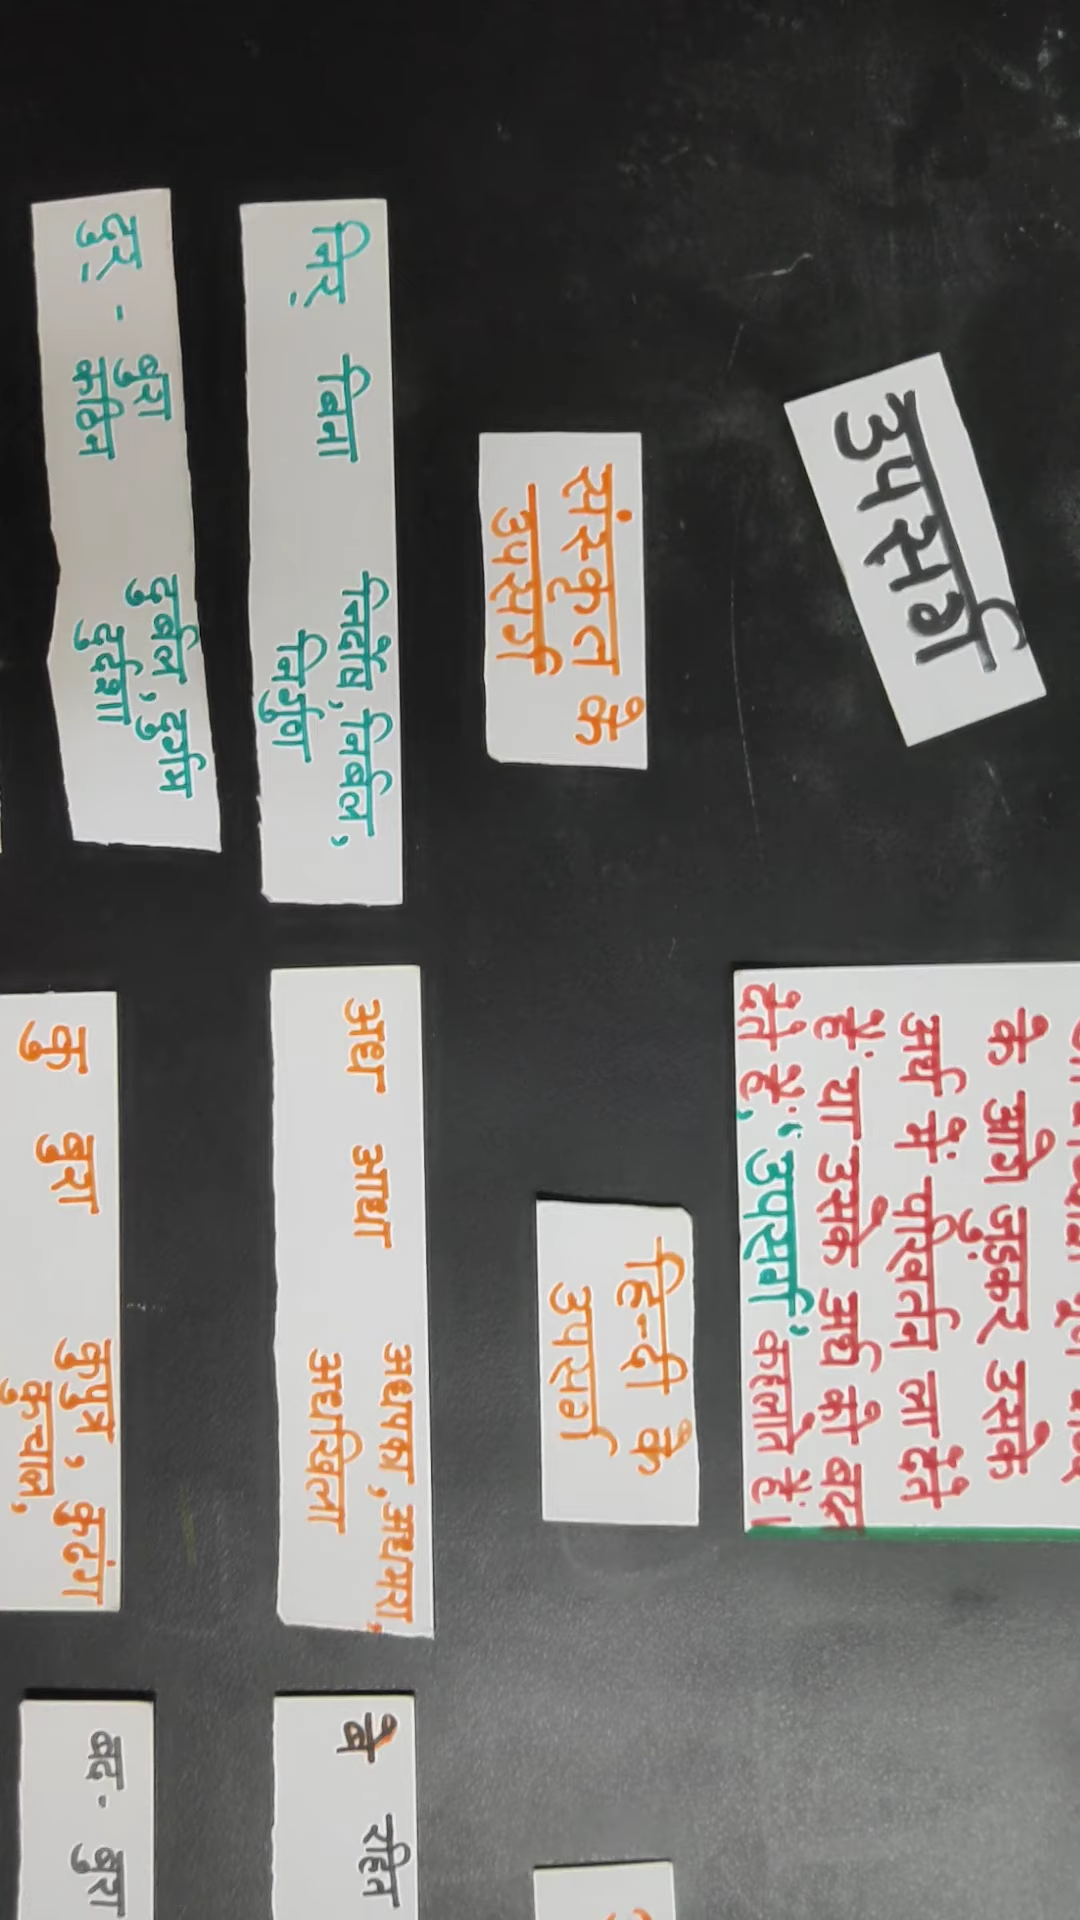 उपसर्ग
के आगे जुड़कर उसके
अर्थ में परिवर्तन ला देते
हैं या उसके अर्थ को बदल
देते है, "उपसर्ग" कहलाते हैं।
संस्कृत के
उपसर्ग
निर् बिना निर्दोष, निर्बल,
निर्गुण
दुर् - बुरा दुर्बल, दुर्गम
कठिन दुर्दशा
हिन्दी के
उपसर्ग
अध आधा अधपका, अधमरा,
अधखिला
कु बुरा कुपुत्र, कुढंग
कुचाल,
बे रहित
बद - बुरा